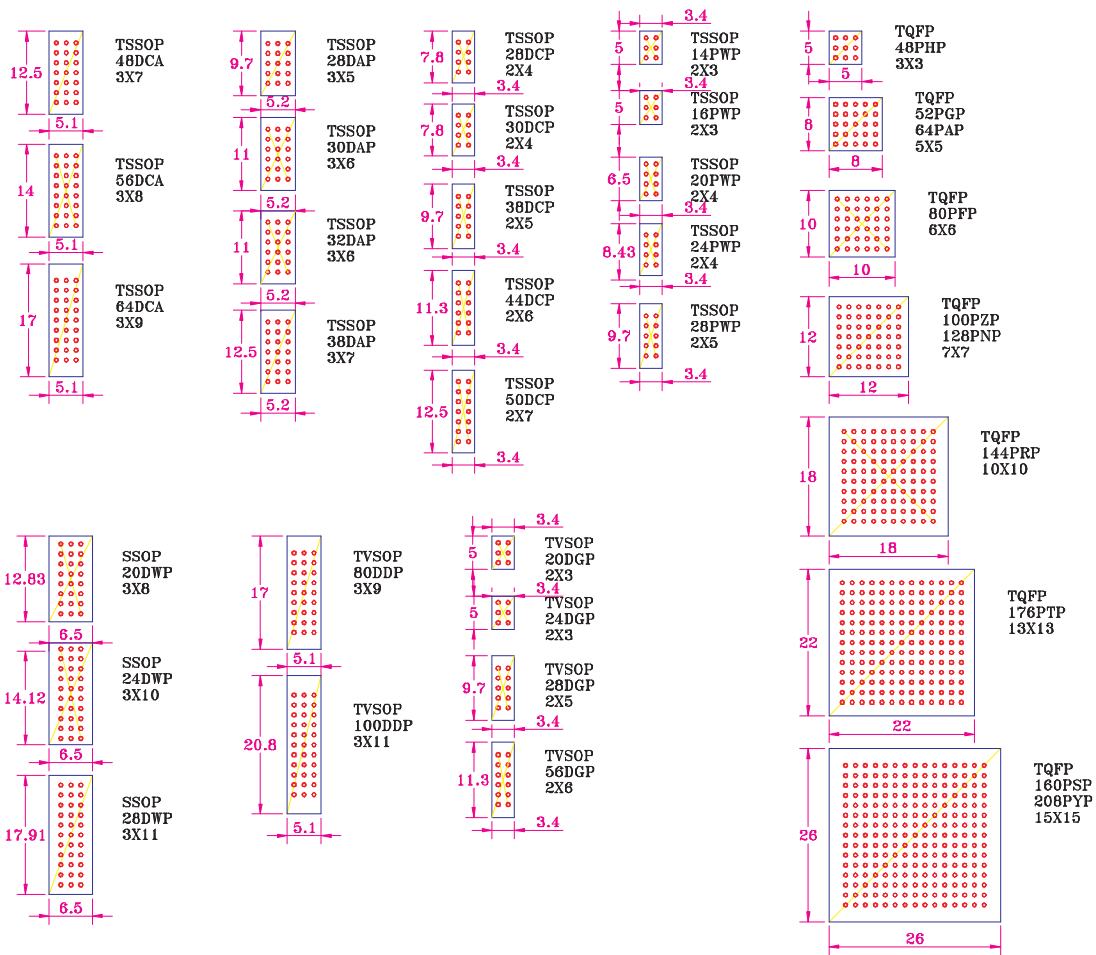 12.5
5.1
TSSOP
48DCA
3X7
14
5.1
TSSOP
56DCA
3X8
17
5.1
TSSOP
64DCA
3X9
9.7
5.2
TSSOP
28DAP
3X5
11
5.2
TSSOP
30DAP
3X6
11
5.2
TSSOP
32DAP
3X6
12.5
5.2
TSSOP
38DAP
3X7
7.8
3.4
TSSOP
28DCP
2X4
7.8
3.4
TSSOP
30DCP
2X4
9.7
3.4
TSSOP
38DCP
2X5
11.3
3.4
TSSOP
44DCP
2X6
12.5
3.4
TSSOP
50DCP
2X7
3.4
5
TSSOP
14PWP
2X3
3.4
5
TSSOP
16PWP
2X3
6.5
3.4
TSSOP
20PWP
2X4
8.43
3.4
TSSOP
24PWP
2X4
9.7
3.4
TSSOP
28PWP
2X5
5
5
TQFP
48PHP
3X3
8
8
TQFP
52PGP
64PAP
5X5
10
10
TQFP
80PFP
6X6
12
12
TQFP
100PZP
128PNP
7X7
18
18
TQFP
144PRP
10X10
22
22
TQFP
176PTP
13X13
26
26
TQFP
160PSP
208PYP
15X15
12.83
6.5
SSOP
20DWP
3X8
14.12
6.5
SSOP
24DWP
3X10
17.91
6.5
SSOP
28DWP
3X11
17
5.1
TVSOP
80DDP
3X9
20.8
5.1
TVSOP
100DDP
3X11
3.4
5
TVSOP
20DGP
2X3
3.4
5
TVSOP
24DGP
2X3
9.7
3.4
TVSOP
28DGP
2X5
11.3
3.4
TVSOP
56DGP
2X6